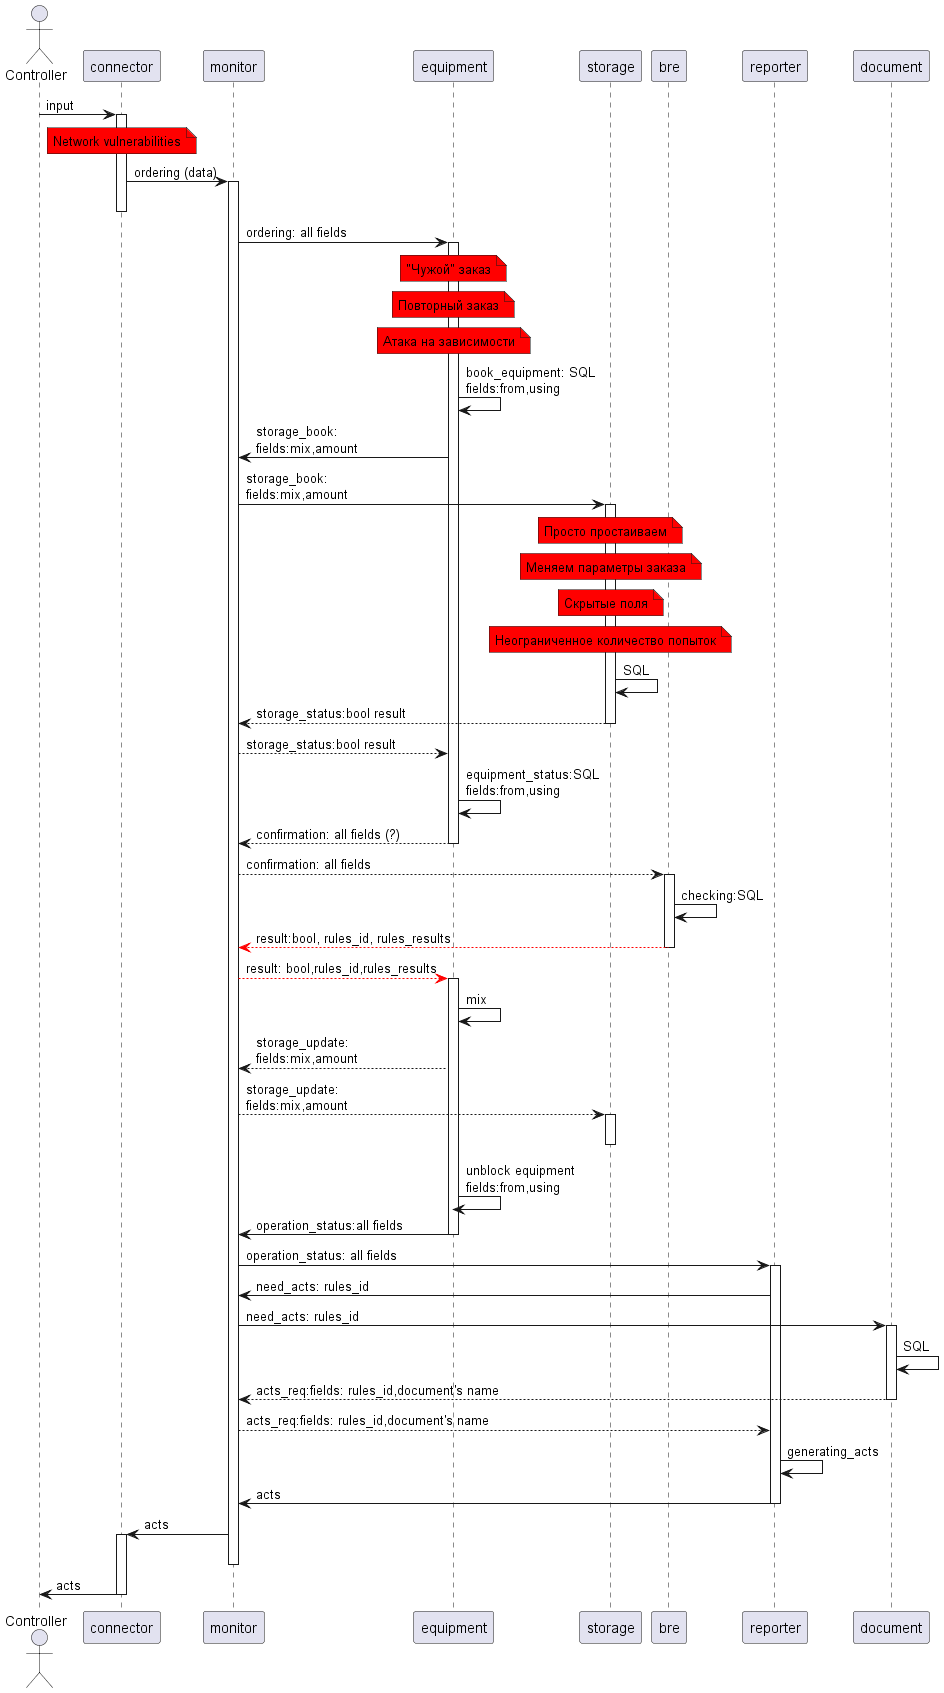 Controller
connector
monitor
equipment
storage
bre
reporter
document
input
Network vulnerabilities
ordering (data)
ordering: all fields
"Чужой" заказ
Повторный заказ
Атака на зависимости
book_equipment: SQL
fields:from,using
storage_book:
fields:mix,amount
storage_book:
fields:mix,amount
Просто простаиваем
Меняем параметры заказа
Скрытые поля
Неограниченное количество попыток
SQL
storage_status:bool result
storage_status:bool result
equipment_status:SQL
fields:from,using
confirmation: all fields (?)
confirmation: all fields
checking:SQL
result:bool, rules_id, rules_results
result: bool,rules_id,rules_results
mix
storage_update:
fields:mix,amount
storage_update:
fields:mix,amount
unblock equipment
fields:from,using
operation_status:all fields
operation_status: all fields
need_acts: rules_id
need_acts: rules_id
SQL
acts_req:fields: rules_id,document's name
acts_req:fields: rules_id,document's name
generating_acts
acts
acts
acts
Controller
connector
monitor
equipment
storage
bre
reporter
document